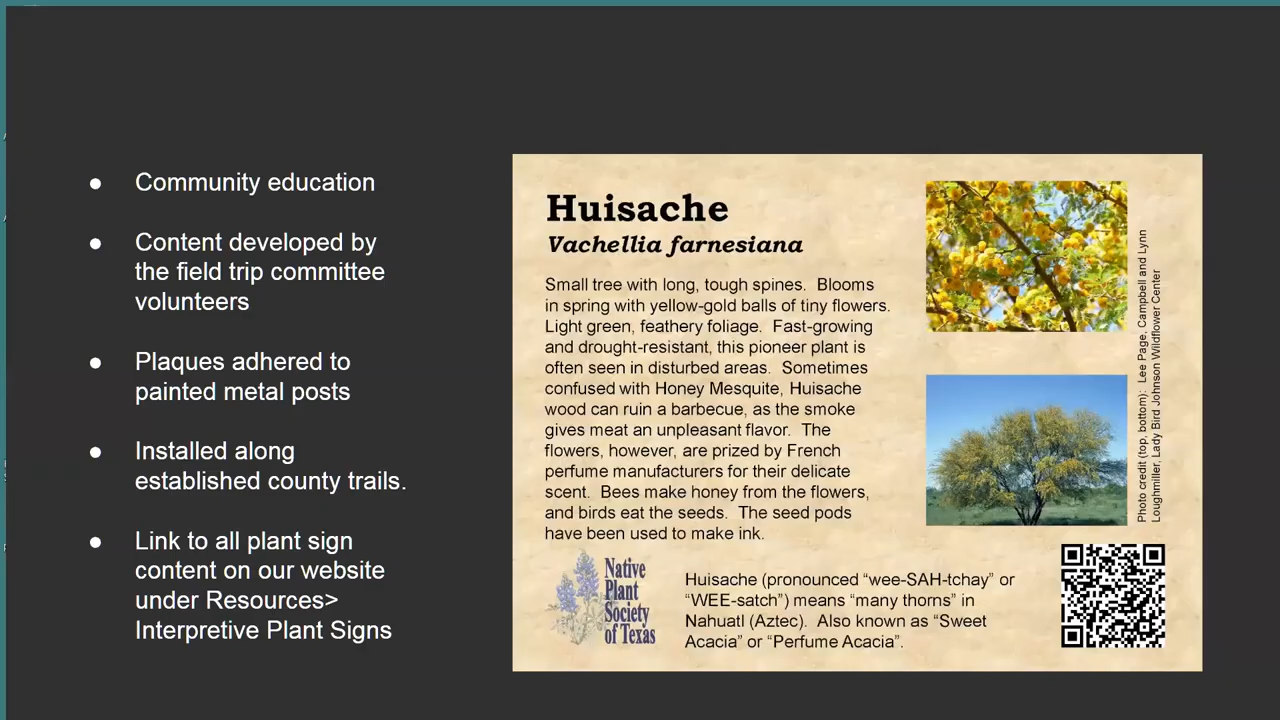 ● Community education
● Content developed by
the field trip committee
volunteers
● Plaques adhered to
painted metal posts
● Installed along
established county trails.
● Link to all plant sign
content on our website
under Resources>
Interpretive Plant Signs
Huisache
Vachellia farnesiana
Small tree with long, tough spines. Blooms
in spring with yellow-gold balls of tiny flowers.
Light green, feathery foliage. Fast-growing
and drought-resistant, this pioneer plant is
often seen in disturbed areas. Sometimes
confused with Honey Mesquite, Huisache
wood can ruin a barbecue, as the smoke
gives meat an unpleasant flavor. The
flowers, however, are prized by French
perfume manufacturers for their delicate
scent. Bees make honey from the flowers,
and birds eat the seeds. The seed pods
have been used to make ink.
Photo credit (top, bottom): Lee Page, Campbell and Lynn
Loughmiller, Lady Bird Johnson Wildflower Center
Native
Plant
Society
of Texas
Huisache (pronounced “wee-SAH-tchay” or
“WEE-satch”) means “many thorns” in
Nahuatl (Aztec). Also known as “Sweet
Acacia” or “Perfume Acacia”.